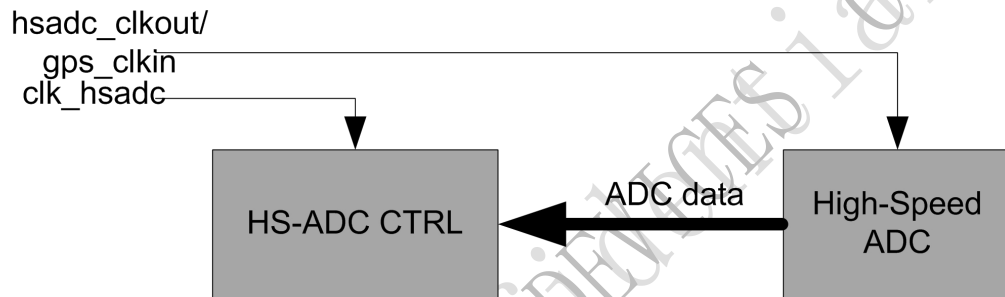 hsadc_clkout/
gps_clkin
clk_hsadc
ADC data
HS-ADC CTRL
High-Speed
ADC